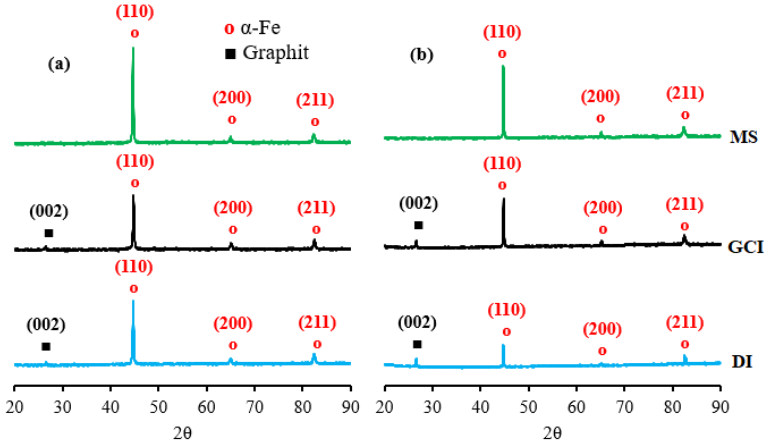 (110)
o
o α-Fe
■ Graphit
(a)
(200)
o
(211)
o
(110)
o
(b)
(200)
o
(211)
o
MS
(002)
■
(110)
o
(200)
o
(211)
o
(002)
■
(110)
o
(200)
o
(211)
o
GCI
(002)
■
(110)
o
(200)
o
(211)
o
(002)
■
(110)
o
(200)
o
(211)
o
DI
20 30 40 50 60 70 80 90
20 30 40 50 60 70 80 90
2θ
2θ